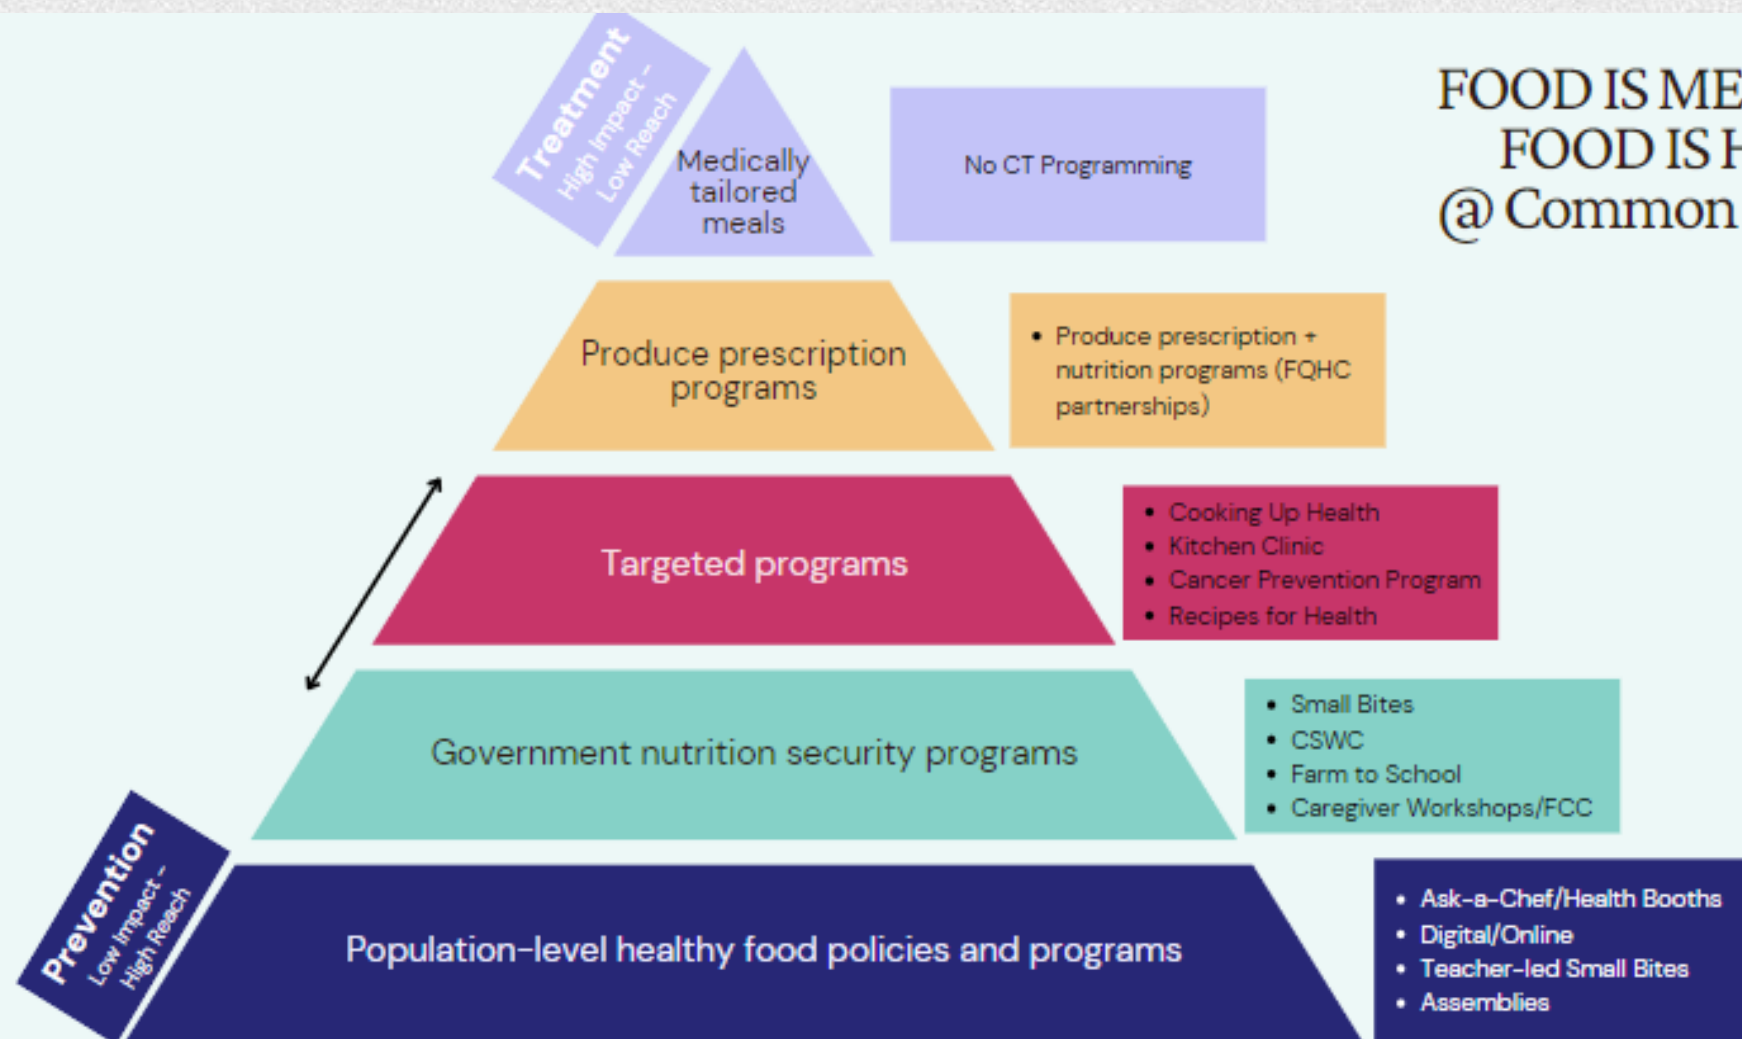 Treatment
High Impact –
Low Reach
Medically
tailored
meals
No CT Programming
FOOD IS ME
FOOD IS H
@ Common
Produce prescription
programs
• Produce prescription +
nutrition programs (FQHC
partnerships)
Targeted programs
• Cooking Up Health
• Kitchen Clinic
• Cancer Prevention Program
• Recipes for Health
Government nutrition security programs
• Small Bites
• CSWC
• Farm to School
• Caregiver Workshops/FCC
Prevention
Low Impact –
High Reach
Population-level healthy food policies and programs
• Ask-a-Chef/Health Booths
• Digital/Online
• Teacher-led Small Bites
• Assemblies